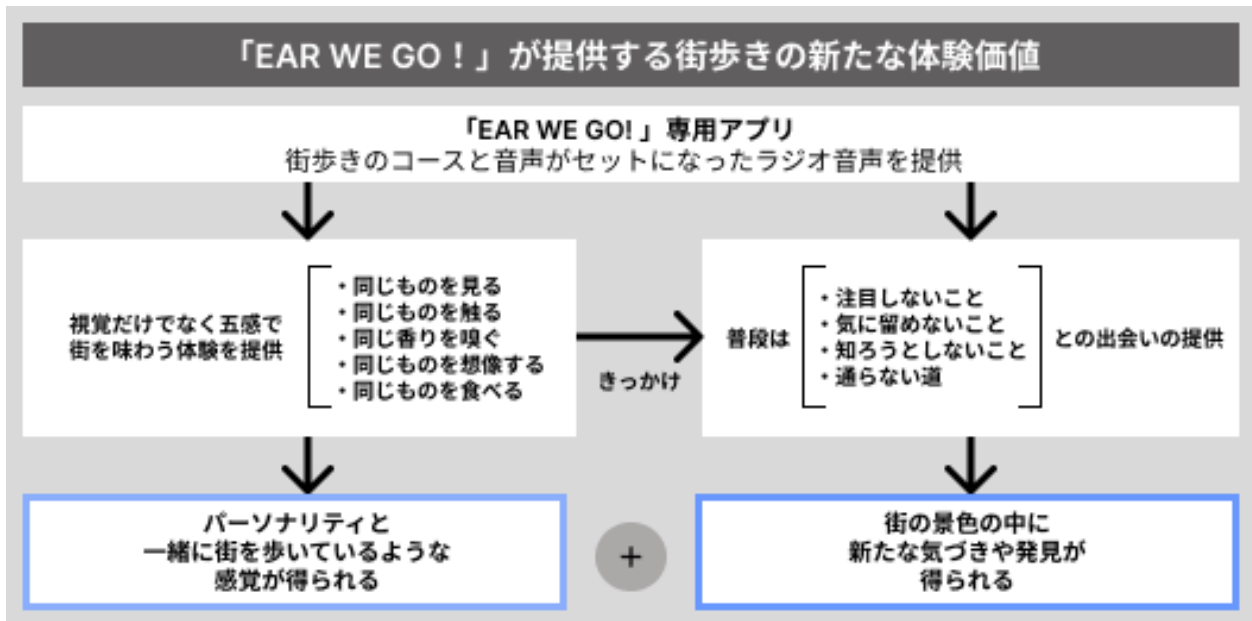 「EAR WE GO！」が提供する街歩きの新たな体験価値
「EAR WE GO! 」専用アプリ
街歩きのコースと音声がセットになったラジオ音声を提供
視覚だけでなく五感で
街を味わう体験を提供
・同じものを見る
・同じものを触る
・同じ香りを嗅ぐ
・同じものを想像する
・同じものを食べる
きっかけ
普段は
・注目しないこと
・気に留めないこと
・知ろうとしないこと
・通らない道
との出会いの提供
パーソナリティと
一緒に街を歩いているような
感覚が得られる
+
街の景色の中に
新たな気づきや発見が
得られる